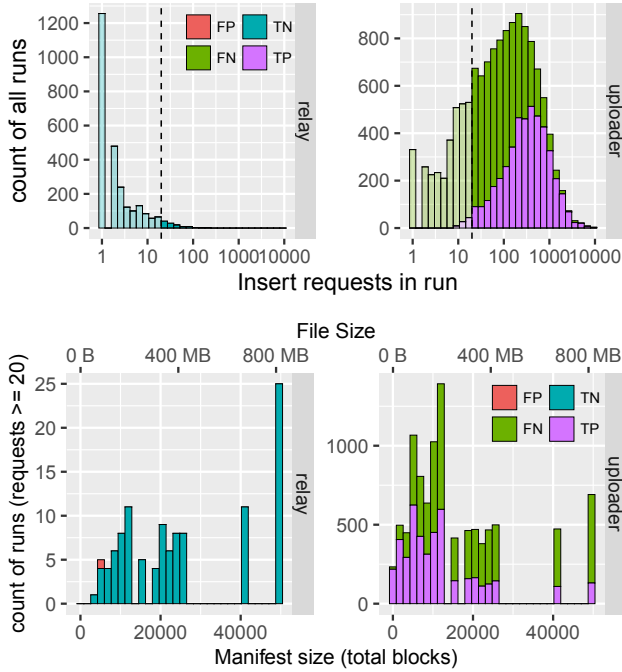 count of all runs
1200
1000
800
600
400
200
0
FP TN
FN TP
relay
1 10 100 1000 10000
800
600
400
200
0
uploader
1 10 100 1000 10000
Insert requests in run
File Size
0 B 400 MB 800 MB
0 B 400 MB 800 MB
count of runs (requests >= 20)
25
20
15
10
5
0
relay
0 20000 40000
1000
500
0
FP TN
FN TP
uploader
0 20000 40000
Manifest size (total blocks)